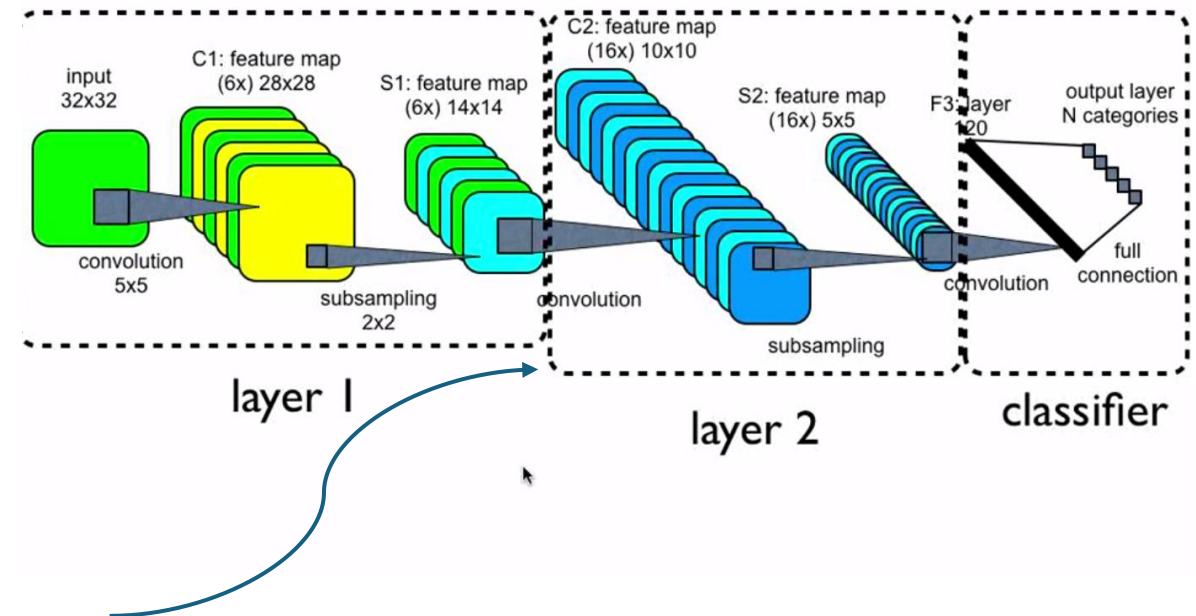 input
32x32
C1: feature map
(6x) 28x28
S1: feature map
(6x) 14x14
C2: feature map
(16x) 10x10
S2: feature map
(16x) 5x5
F3: layer
120
output layer
N categories
convolution
5x5
subsampling
2x2
convolution
subsampling
convolution
full
connection
layer 1
layer 2
classifier